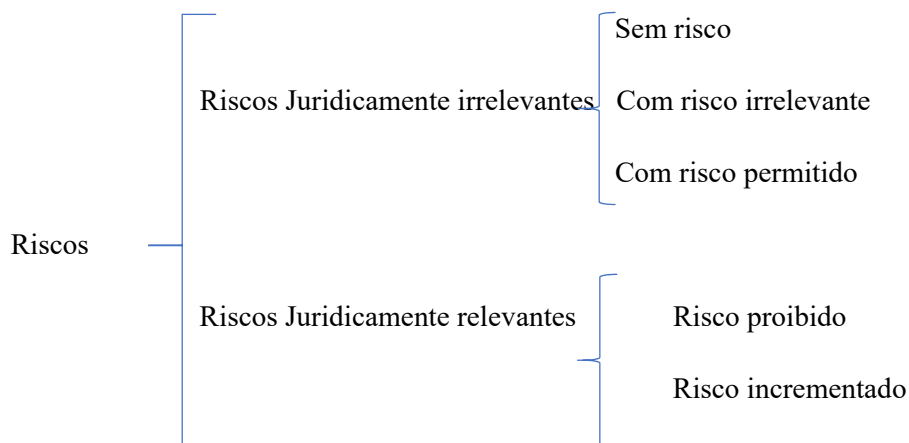 Sem risco
Riscos Juridicamente irrelevantes
Com risco irrelevante
Com risco permitido
Riscos
Riscos Juridicamente relevantes
Risco proibido
Risco incrementado